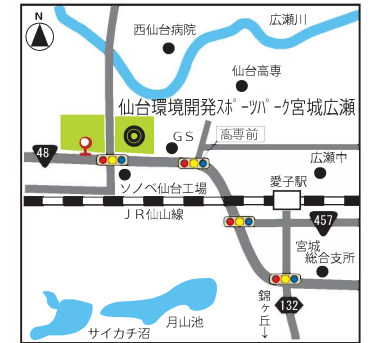 N
西仙台病院
広瀬川
仙台高専
仙台環境開発ｽﾎﾟｰﾂﾊﾟｰｸ宮城広瀬
ＧＳ
高専前
48
広瀬中
ソノベ仙台工場
愛子駅
ＪＲ仙山線
457
宮城
総合支所
132
錦ヶ丘→
月山池
サイカチ沼